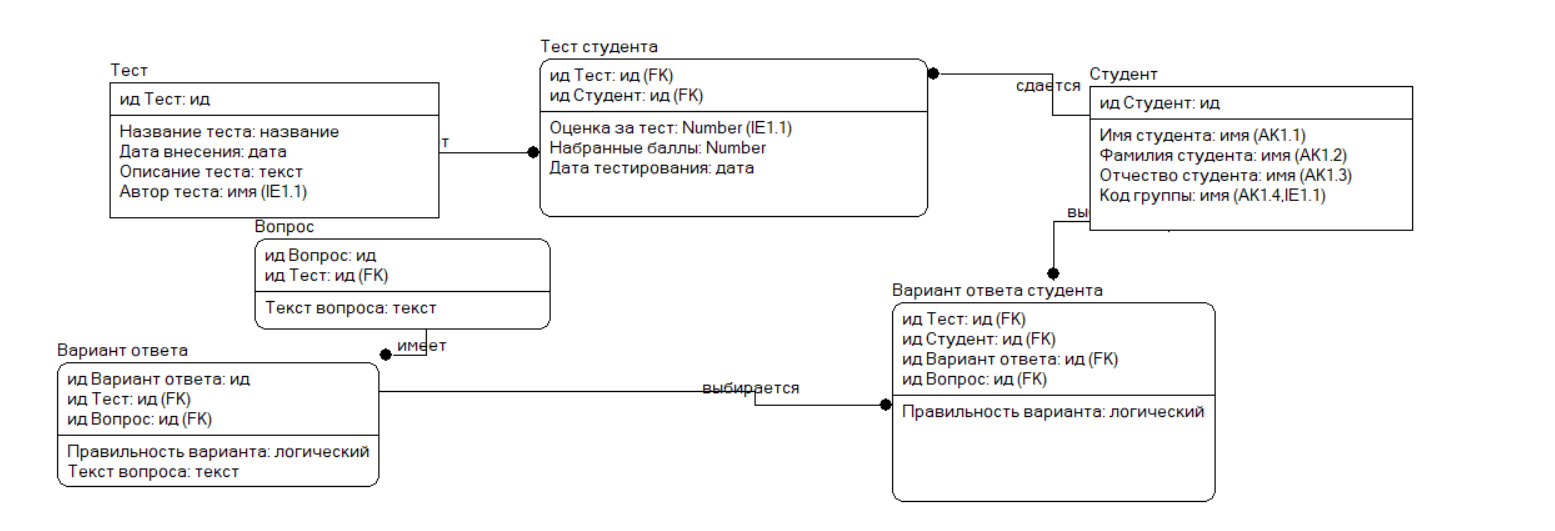 Тест
ид Тест: ид
Название теста: название
Дата внесения: дата
Описание теста: текст
Автор теста: имя (IE1.1)
т
Тест студента
ид Тест: ид (FK)
ид Студент: ид (FK)
Оценка за тест: Number (IE1.1)
Набранные баллы: Number
Дата тестирования: дата
сдается
Студент
ид Студент: ид
Имя студента: имя (AK1.1)
Фамилия студента: имя (AK1.2)
Отчество студента: имя (AK1.3)
Код группы: имя (AK1.4,IE1.1)
вы
Вопрос
ид Вопрос: ид
ид Тест: ид (FK)
Текст вопроса: текст
имеет
Вариант ответа
ид Вариант ответа: ид
ид Тест: ид (FK)
ид Вопрос: ид (FK)
Правильность варианта: логический
Текст вопроса: текст
выбирается
Вариант ответа студента
ид Тест: ид (FK)
ид Студент: ид (FK)
ид Вариант ответа: ид (FK)
ид Вопрос: ид (FK)
Правильность варианта: логический